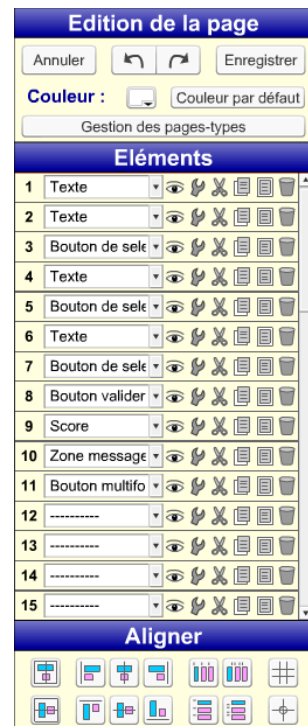 Edition de la page
Annuler Enregistrer
Couleur : Couleur par défaut
Gestion des pages-types
Eléments
1 Texte
2 Texte
3 Bouton de sele
4 Texte
5 Bouton de sele
6 Texte
7 Bouton de sele
8 Bouton valider
9 Score
10 Zone message
11 Bouton multifo
12 ----------
13 ----------
14 ----------
15 ----------
Aligner